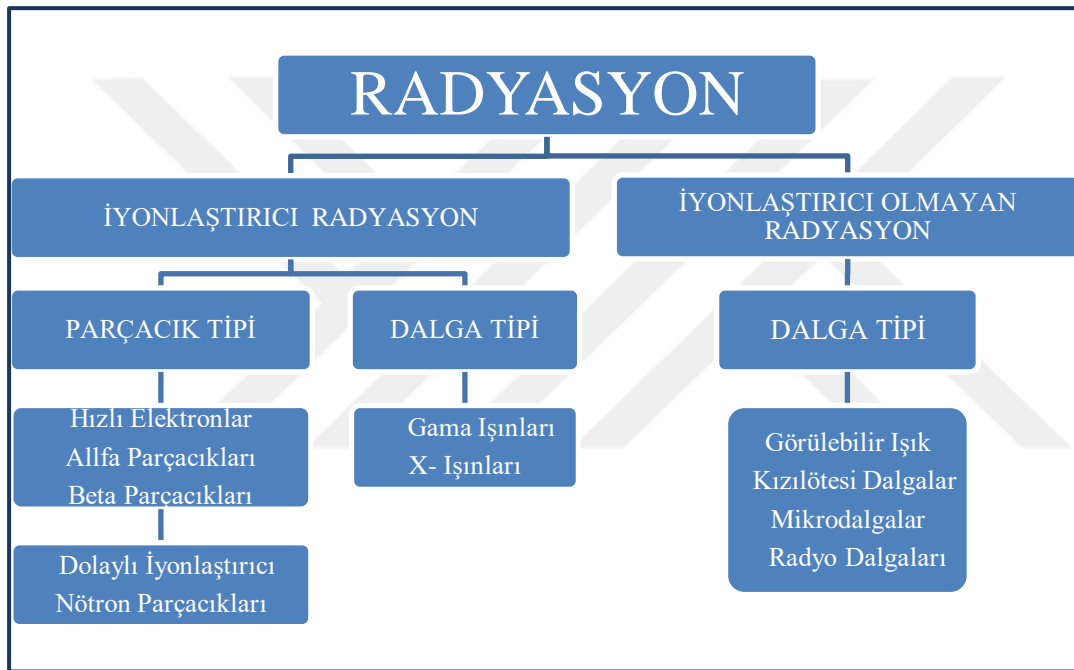 RADYASYON
İYONLAŞTIRICI RADYASYON
İYONLAŞTIRICI OLMAYAN
RADYASYON
PARÇACIK TİPİ
DALGA TİPİ
DALGA TİPİ
Hızlı Elektronlar
Allfa Parçacıkları
Beta Parçacıkları
Gama Işınları
X- Işınları
Görülebilir Işık
Kızılötesi Dalgalar
Mikrodalgalar
Radyo Dalgaları
Dolaylı İyonlaştırıcı
Nötron Parçacıkları